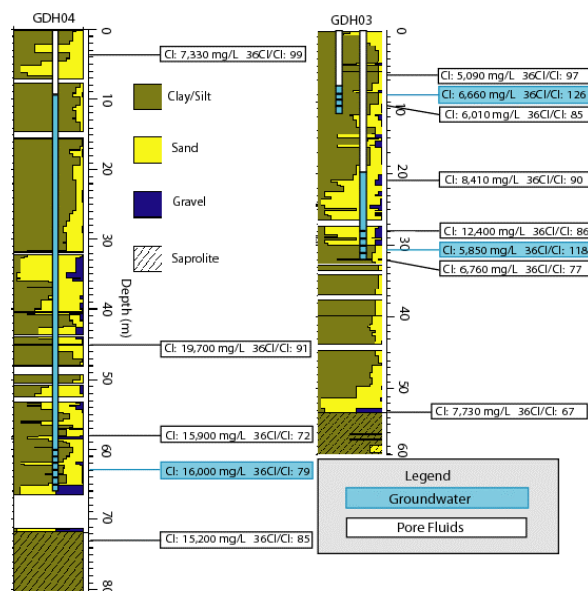 GDH04
GDH03
0
10
20
30
40
50
60
70
80
Depth (m)
Cl: 7,330 mg/L 36Cl/Cl: 99
Cl: 19,700 mg/L 36Cl/Cl: 91
Cl: 15,900 mg/L 36Cl/Cl: 72
Cl: 16,000 mg/L 36Cl/Cl: 79
Cl: 15,200 mg/L 36Cl/Cl: 85
Clay/Silt
Sand
Gravel
Saprolite
0
10
20
30
40
50
60
Cl: 5,090 mg/L 36Cl/Cl: 97
Cl: 6,660 mg/L 36Cl/Cl: 126
Cl: 6,010 mg/L 36Cl/Cl: 85
Cl: 8,410 mg/L 36Cl/Cl: 90
Cl: 12,400 mg/L 36Cl/Cl: 86
Cl: 5,850 mg/L 36Cl/Cl: 118
Cl: 6,760 mg/L 36Cl/Cl: 77
Cl: 7,730 mg/L 36Cl/Cl: 67
Legend
Groundwater
Pore Fluids